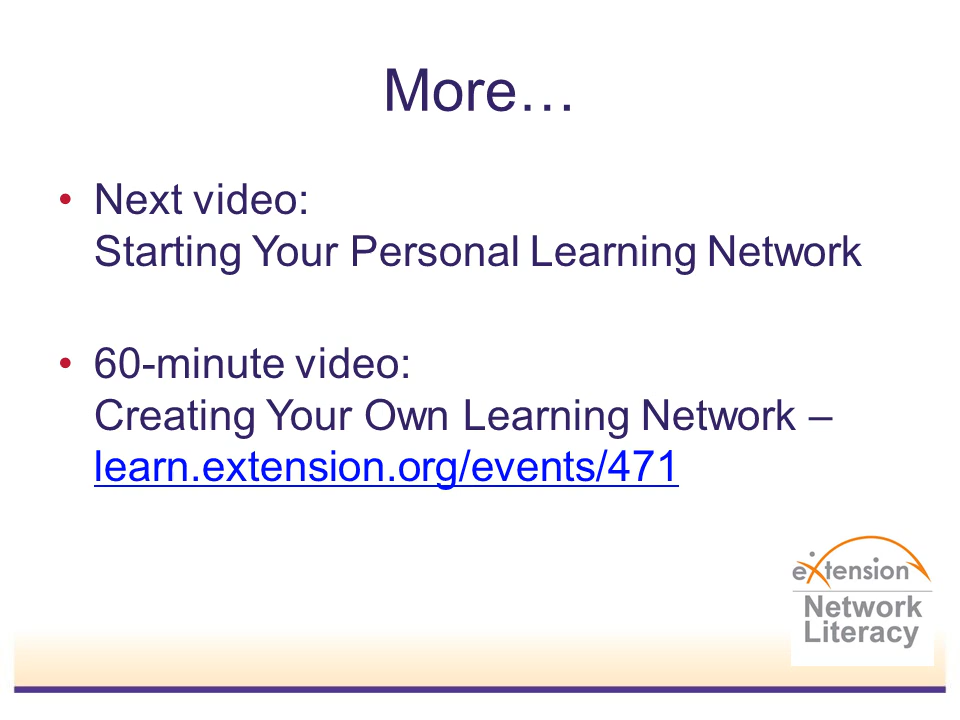 More…
• Next video:
Starting Your Personal Learning Network
• 60-minute video:
Creating Your Own Learning Network –
learn.extension.org/events/471
eXtension
Network
Literacy